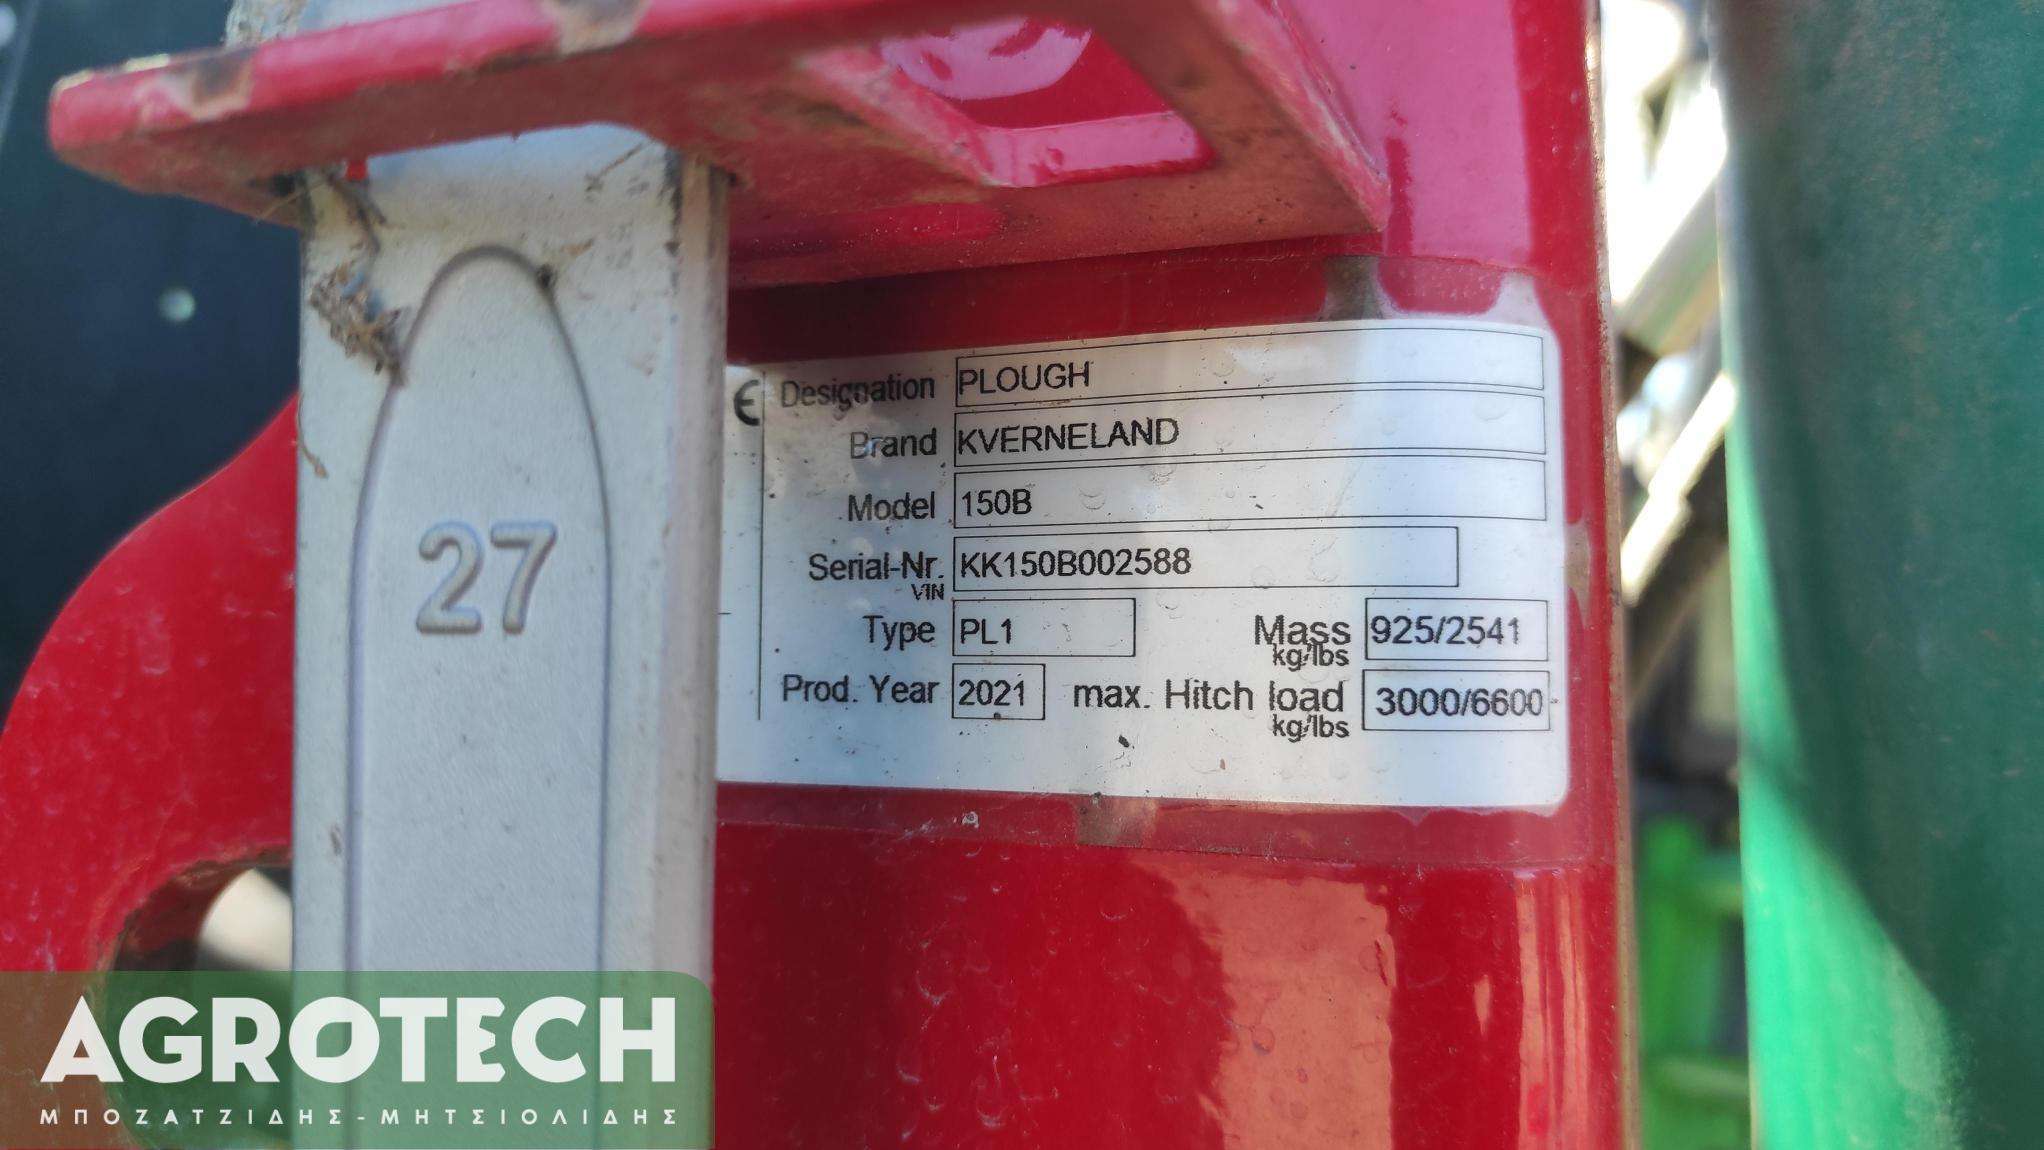 27
CE Designation PLOUGH
Brand KVERNELAND
Model 150B
Serial-Nr. KK150B002588
VIN
Type PL1 Mass 925/2541
kg/lbs
Prod. Year 2021 max. Hitch load 3000/6600
kg/lbs
AGROTECH
ΜΠΟΖΑΤΖΙΔΗΣ-ΜΗΤΣΙΟΛΙΔΗΣ